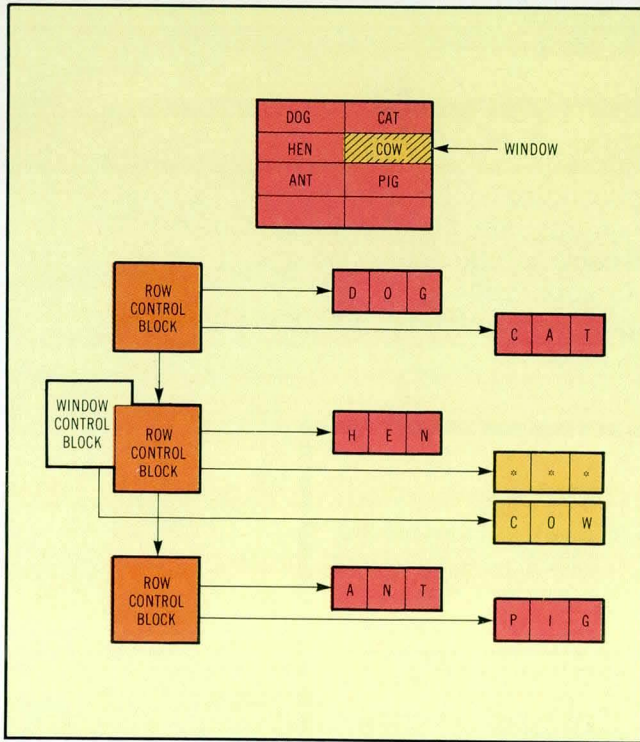 DOG CAT
HEN COW WINDOW
ANT PIG
ROW
CONTROL
BLOCK
D O G
C A T
WINDOW
CONTROL
BLOCK
ROW
CONTROL
BLOCK
H E N
* * *
C O W
ROW
CONTROL
BLOCK
A N T
P I G